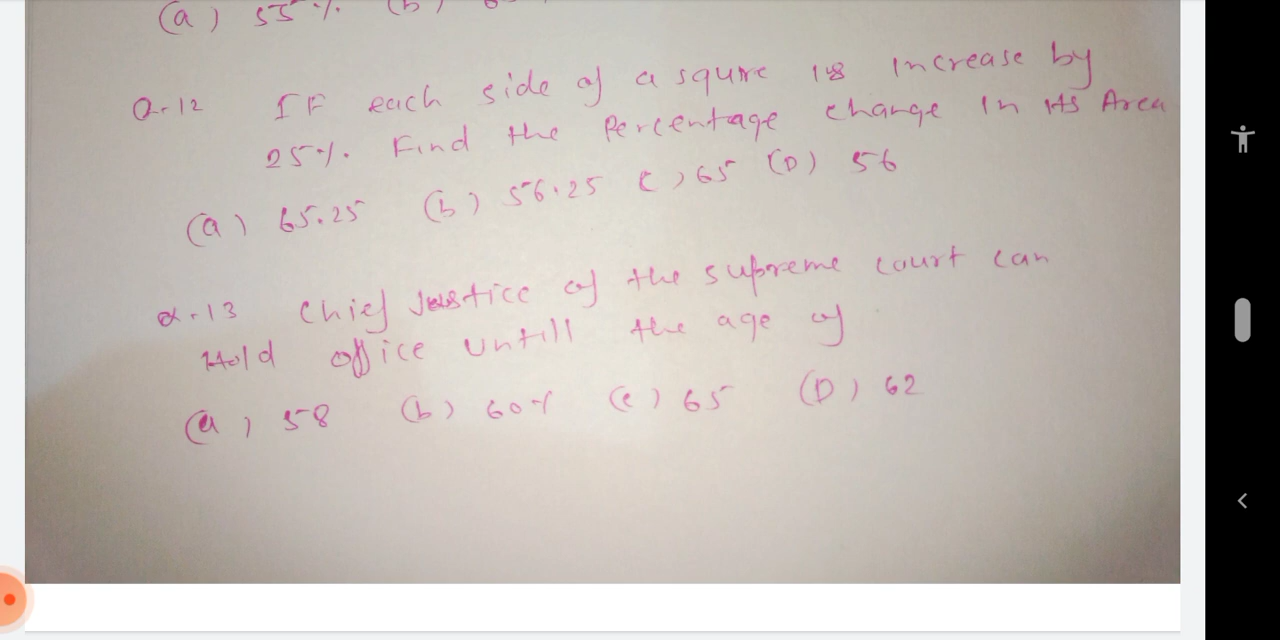 (a) 55%. (b)
Q.12 IF each side of a squre is increase by
25%. Find the Percentage change in its Area
(a) 65.25 (b) 56.25 c) 65 (D) 56
Q.13 chief Justice of the supreme court can
Hold office untill the age of
(a) 58 (b) 60% (c) 65 (D) 62